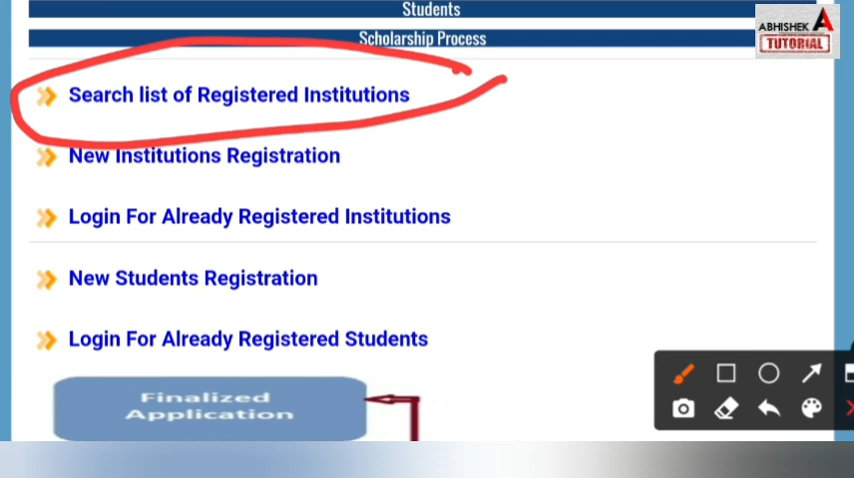 Students
Scholarship Process
ABHISHEK A
TUTORIAL
Search list of Registered Institutions
New Institutions Registration
Login For Already Registered Institutions
New Students Registration
Login For Already Registered Students
Finalized
Application